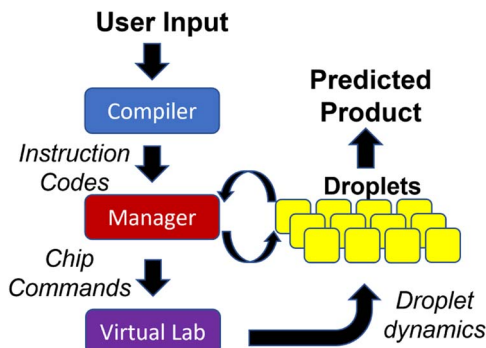 User Input
Compiler
Instruction
Codes
Manager
Chip
Commands
Virtual Lab
Predicted
Product
Droplets
Droplet
dynamics